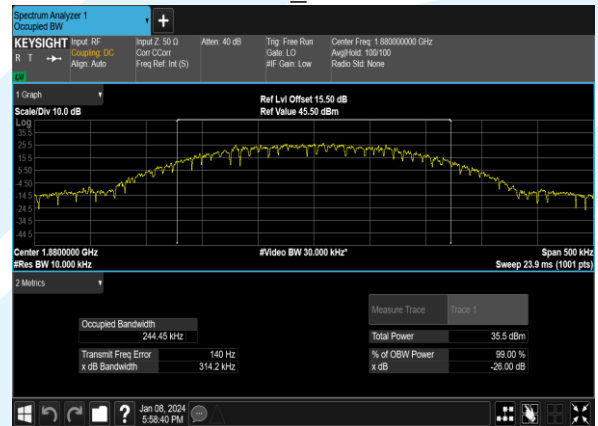 Spectrum Analyzer 1
Occupied BW
KEYSIGHT Input: RF Input Z: 50 Ω Atten: 40 dB Trig: Free Run Center Freq: 1.880000000 GHz
R T Coupling: DC Corr CCorr Gate: LO Avg|Hold: 100/100
Align: Auto Freq Ref: Int (S) #IF Gain: Low Radio Std: None
LV
1 Graph
Ref Lvl Offset 15.50 dB
Scale/Div 10.0 dB Ref Value 45.50 dBm
Log
35.5
25.5
15.5
5.50
-4.50
-14.5
-24.5
-34.5
-44.5
Center 1.8800000 GHz #Video BW 30.000 kHz* Span 500 kHz
#Res BW 10.000 kHz Sweep 23.9 ms (1001 pts)
2 Metrics
Measure Trace Trace 1
Occupied Bandwidth
244.45 kHz Total Power 35.5 dBm
Transmit Freq Error 140 Hz % of OBW Power 99.00 %
x dB Bandwidth 314.2 kHz x dB -26.00 dB
?
Jan 08, 2024
5:58:40 PM